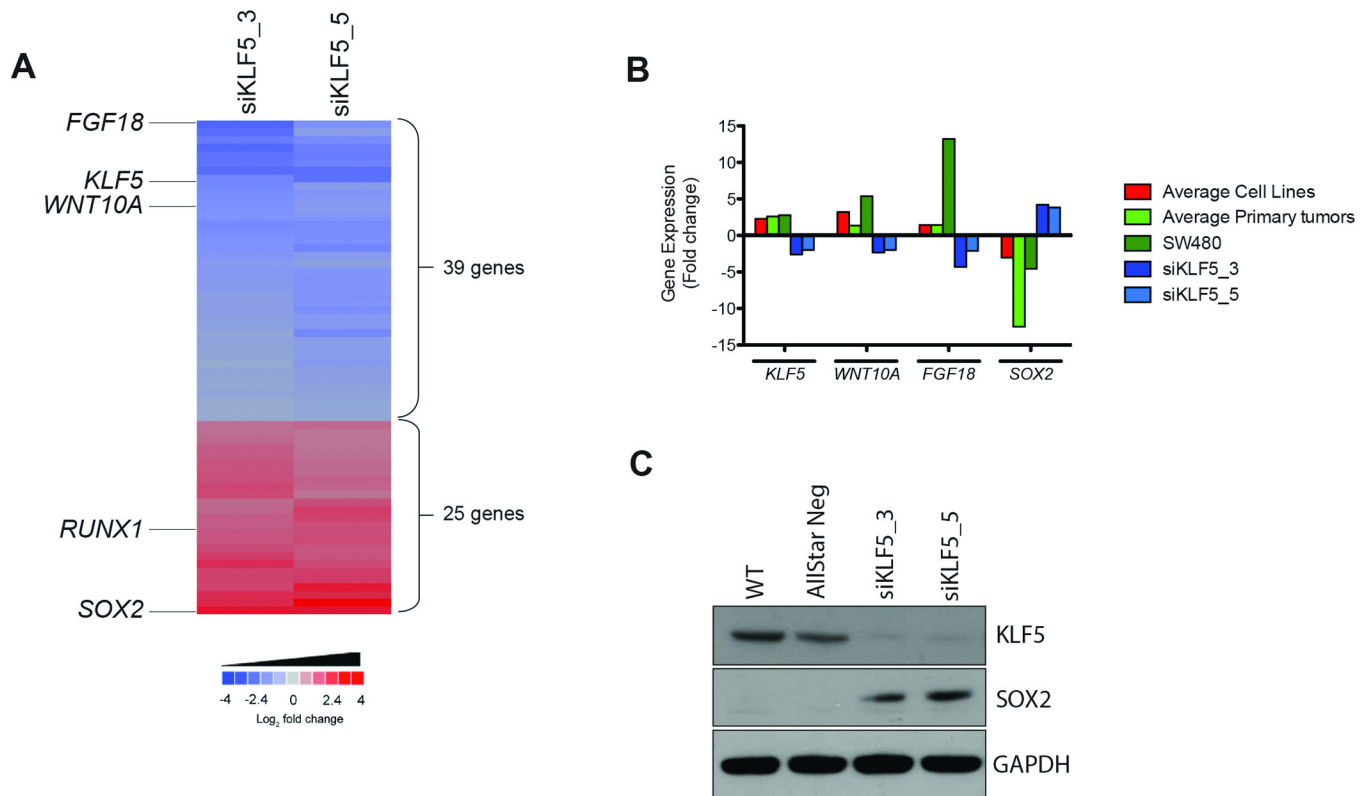 A
siKLF5_3
siKLF5_5
FGF18
KLF5
WNT10A
RUNX1
SOX2
39 genes
25 genes
-4 -2.4 0 2.4 4
Log2 fold change
B
Gene Expression
(Fold change)
15
10
5
0
-5
-10
-15
KLF5 WNT10A FGF18 SOX2
Average Cell Lines
Average Primary tumors
SW480
siKLF5_3
siKLF5_5
C
WT
AllStar Neg
siKLF5_3
siKLF5_5
KLF5
SOX2
GAPDH